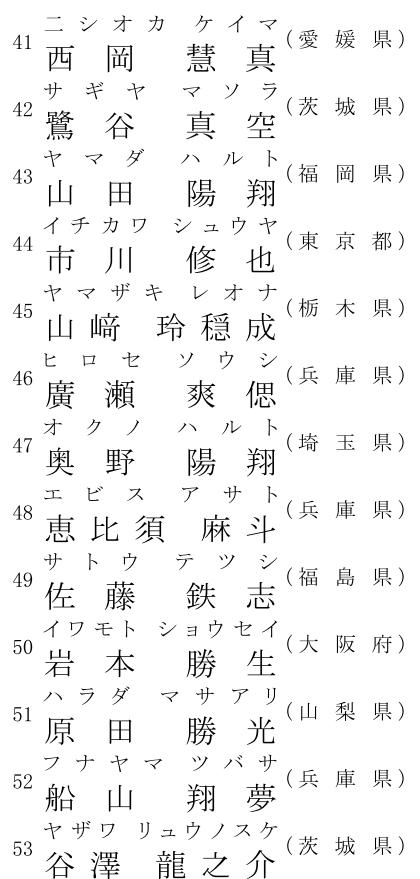 ニシオカ ケイマ
41 西岡 慧真 (愛媛県)
サギヤ マソラ
42 鷺谷 真空 (茨城県)
ヤマダ ハルト
43 山田 陽翔 (福岡県)
イチカワ シュウヤ
44 市川 修也 (東京都)
ヤマザキ レオナ
45 山﨑 玲穏成 (栃木県)
ヒロセ ソウシ
46 廣瀬 爽偲 (兵庫県)
オクノ ハルト
47 奥野 陽翔 (埼玉県)
エビス アサト
48 恵比須 麻斗 (兵庫県)
サトウ テツシ
49 佐藤 鉄志 (福島県)
イワモト ショウセイ
50 岩本 勝生 (大阪府)
ハラダ マサアリ
51 原田 勝光 (山梨県)
フナヤマ ツバサ
52 船山 翔夢 (兵庫県)
ヤザワ リュウノスケ
53 谷澤 龍之介 (茨城県)